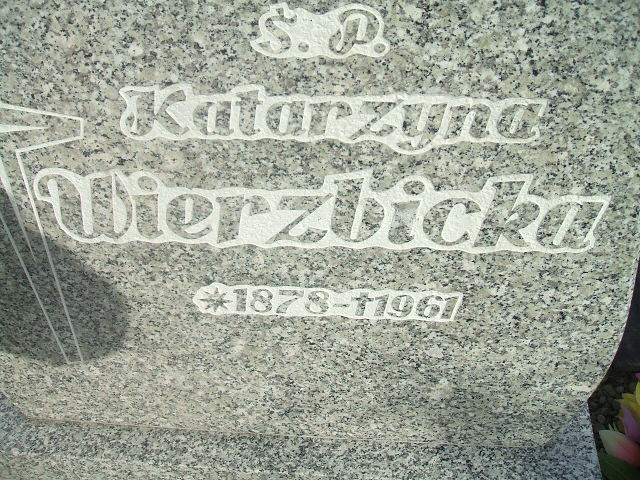 Ś. P.
Katarzyna
Wierzbicka
*1878-†1961